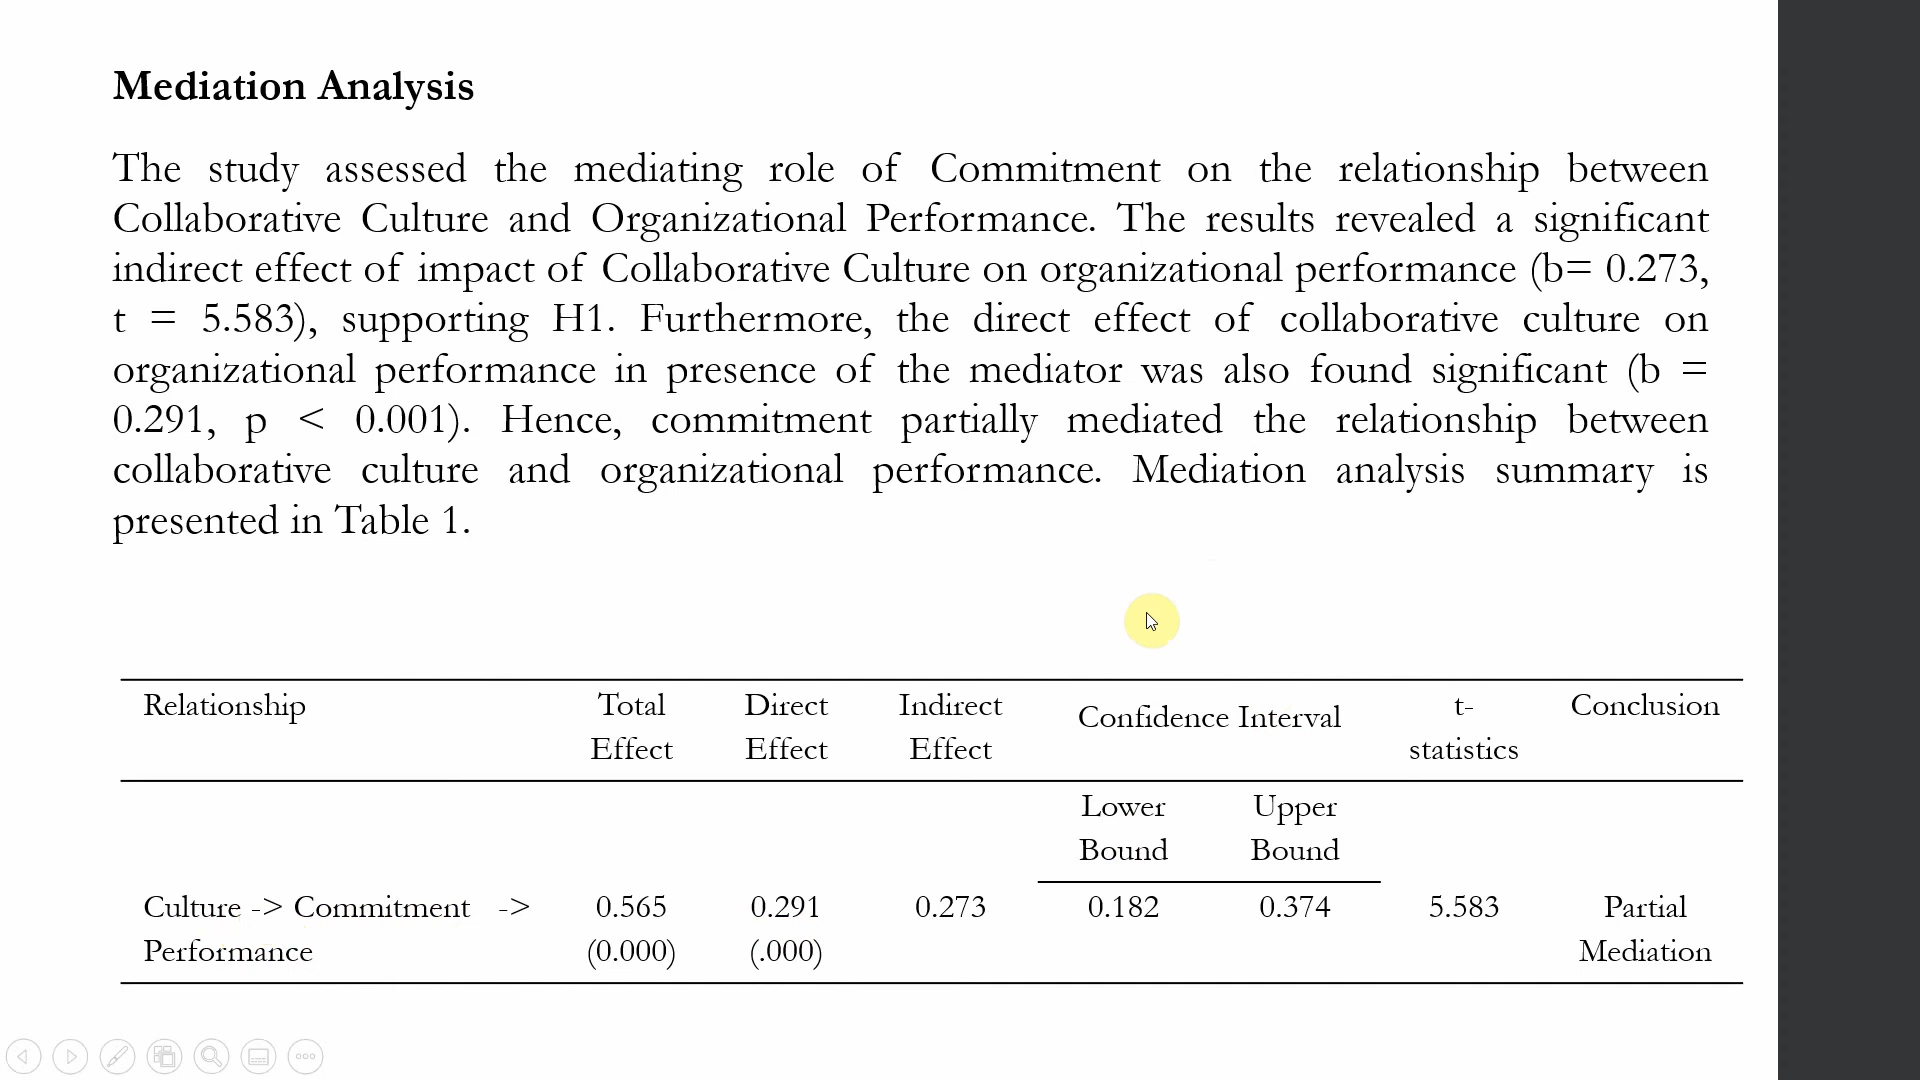 Mediation Analysis
The study assessed the mediating role of Commitment on the relationship between
Collaborative Culture and Organizational Performance. The results revealed a significant
indirect effect of impact of Collaborative Culture on organizational performance (b= 0.273,
t = 5.583), supporting H1. Furthermore, the direct effect of collaborative culture on
organizational performance in presence of the mediator was also found significant (b =
0.291, p < 0.001). Hence, commitment partially mediated the relationship between
collaborative culture and organizational performance. Mediation analysis summary is
presented in Table 1.
Relationship Total Direct Indirect Confidence Interval t- Conclusion
Effect Effect Effect statistics
Lower Upper
Bound Bound
Culture -> Commitment -> 0.565 0.291 0.273 0.182 0.374 5.583 Partial
Performance (0.000) (.000) Mediation